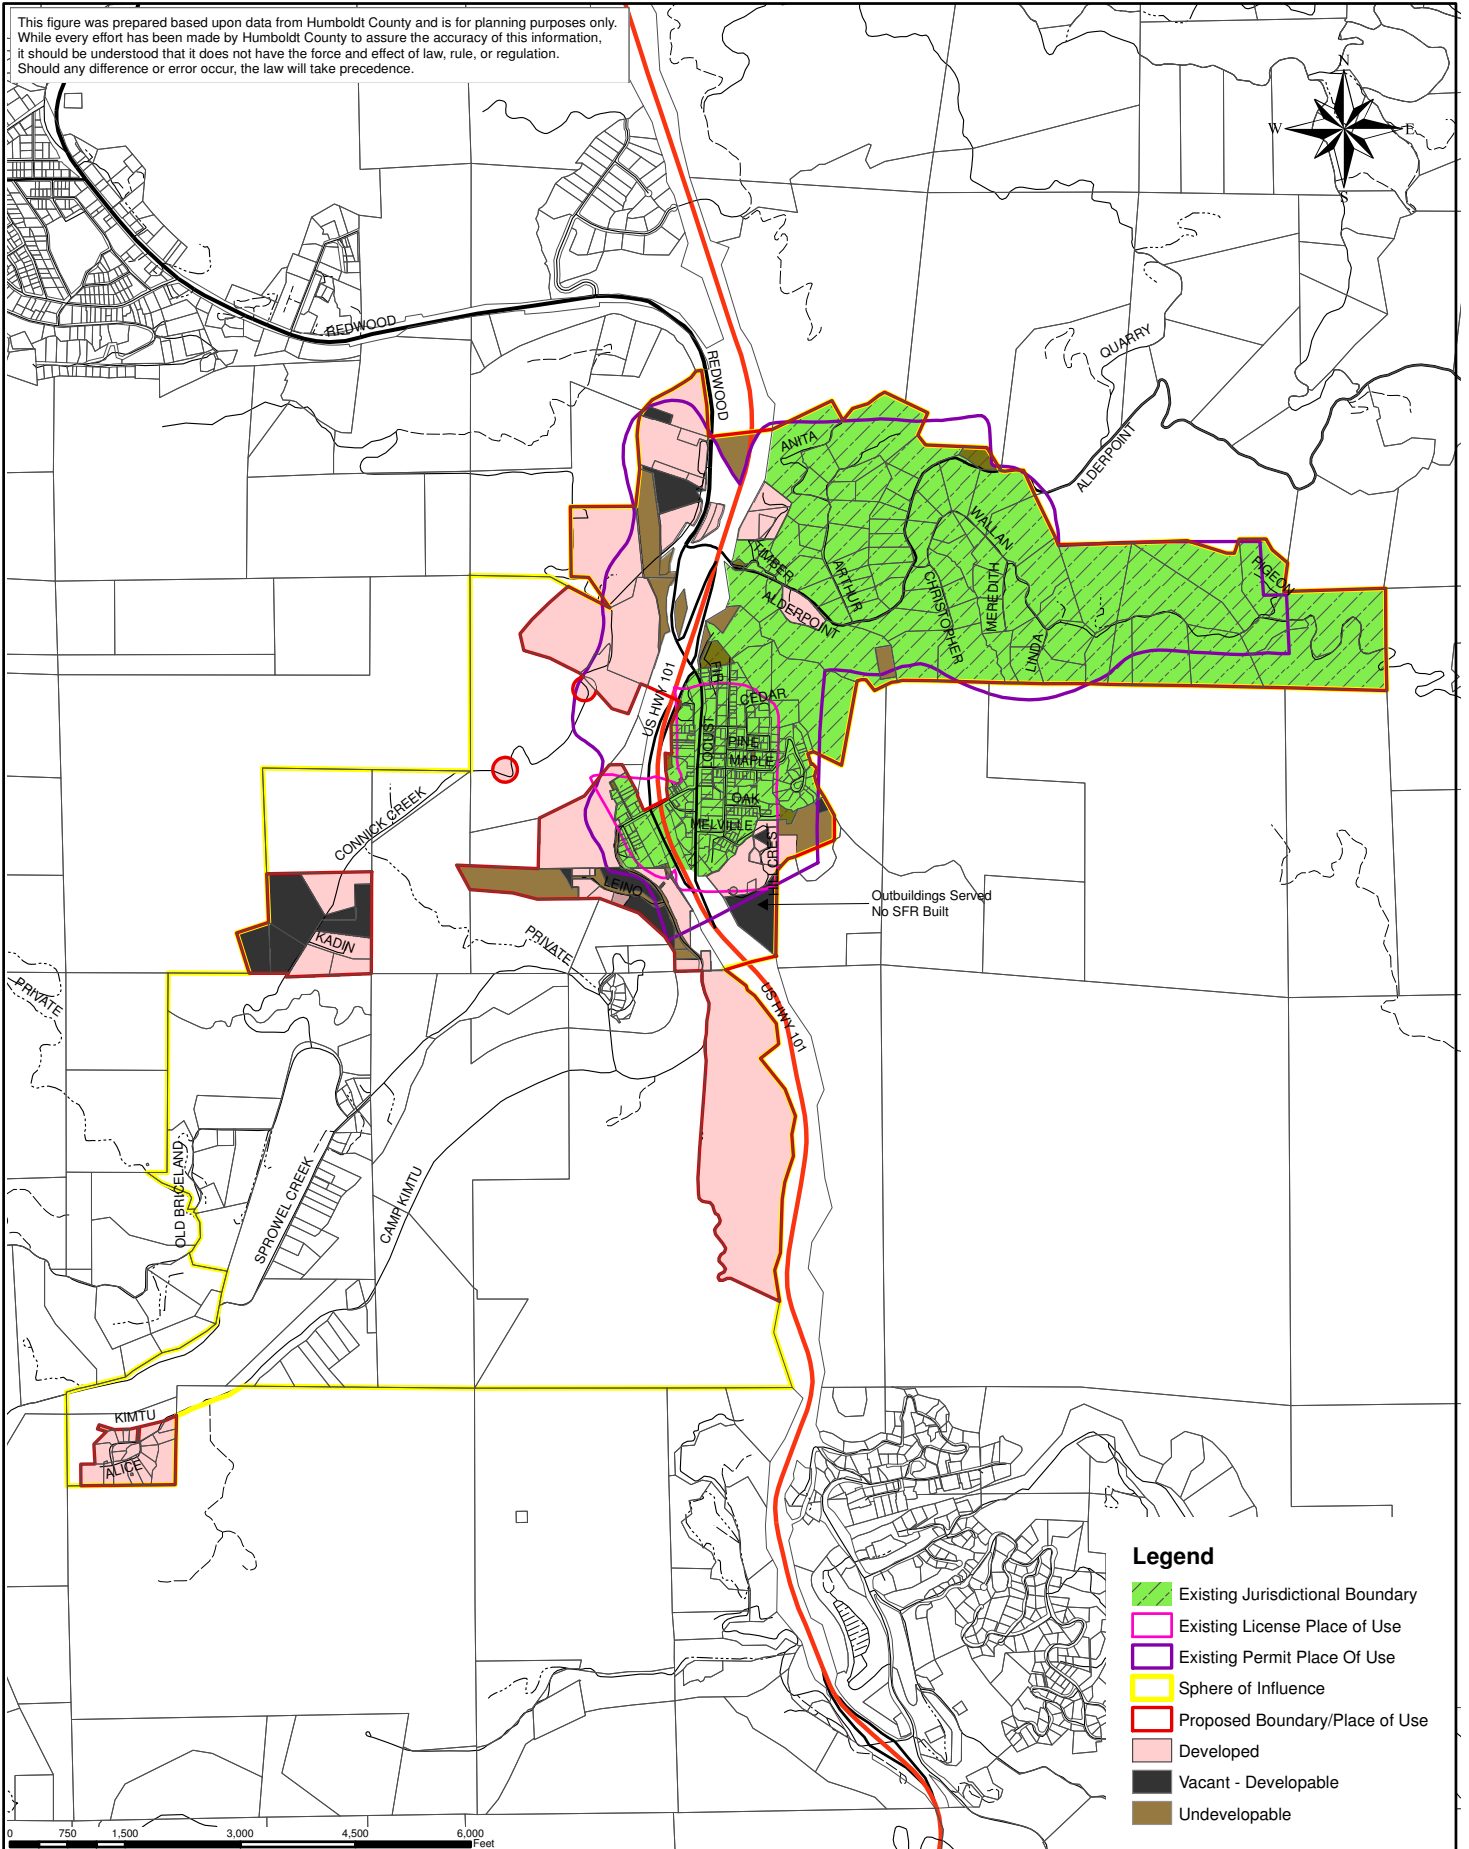 This figure was prepared based upon data from Humboldt County and is for planning purposes only.
While every effort has been made by Humboldt County to assure the accuracy of this information,
it should be understood that it does not have the force and effect of law, rule, or regulation.
Should any difference or error occur, the law will take precedence.
N
W
E
S
REDWOOD
REDWOOD
QUARRY
ALDERPOINT
ANITA
WALLAN
TIMBER
ARTHUR
ALDERPOINT
CHRISTOPHER
MEREDITH
LINDA
PIGEON
US HWY 101
FIR
CEDAR
LOCUST
PINE
MAPLE
OAK
MELVILLE
HILLCREST
CONNICK CREEK
LEINO
Outbuildings Served
No SFR Built
KADIN
PRIVATE
PRIVATE
US HWY 101
OLD BRICELAND
SPROWEL CREEK
CAMP KIMTU
KIMTU
ALICE
Legend
Existing Jurisdictional Boundary
Existing License Place of Use
Existing Permit Place Of Use
Sphere of Influence
Proposed Boundary/Place of Use
Developed
Vacant - Developable
Undevelopable
0 750 1,500 3,000 4,500 6,000
Feet